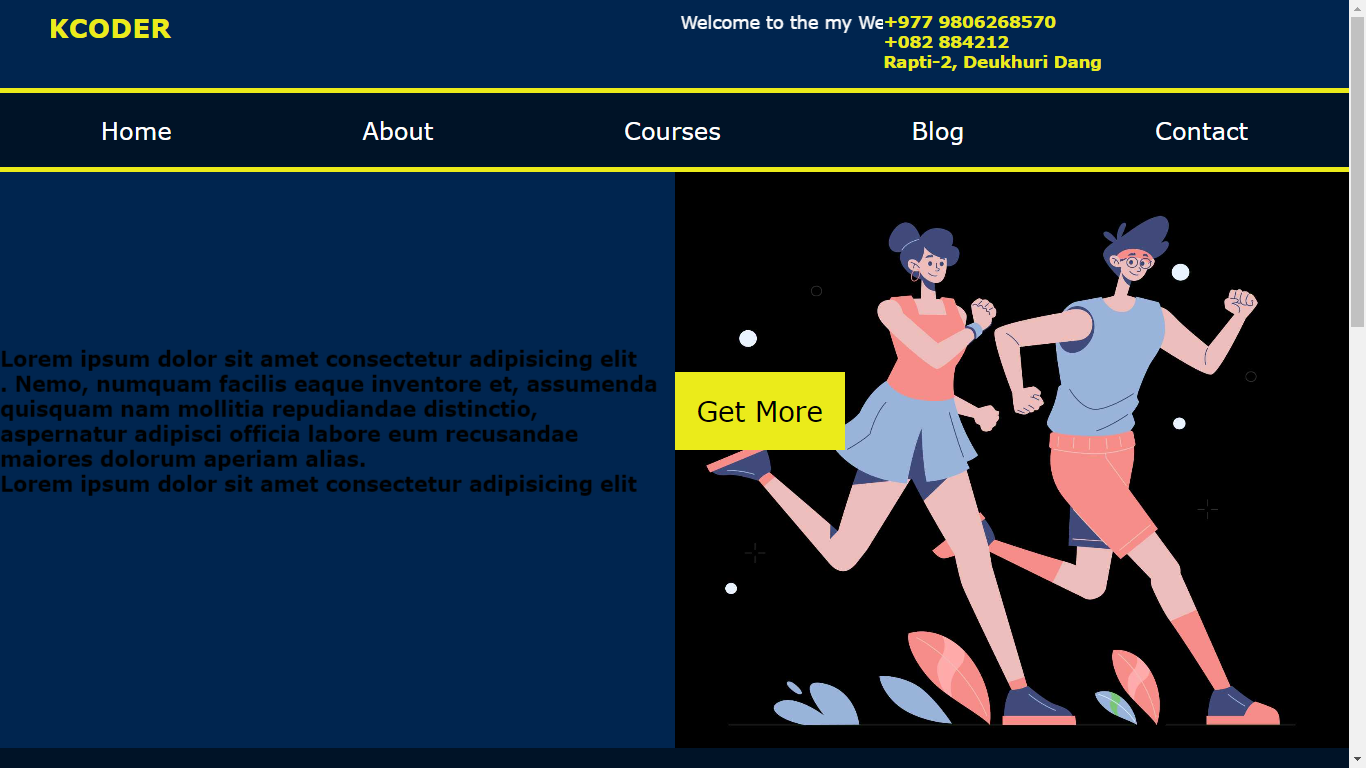 KCODER
Welcome to the my We
+977 9806268570
+082 884212
Rapti-2, Deukhuri Dang
Home
About
Courses
Blog
Contact
Lorem ipsum dolor sit amet consectetur adipisicing elit
. Nemo, numquam facilis eaque inventore et, assumenda
quisquam nam mollitia repudiandae distinctio,
aspernatur adipisci officia labore eum recusandae
maiores dolorum aperiam alias.
Lorem ipsum dolor sit amet consectetur adipisicing elit
Get More